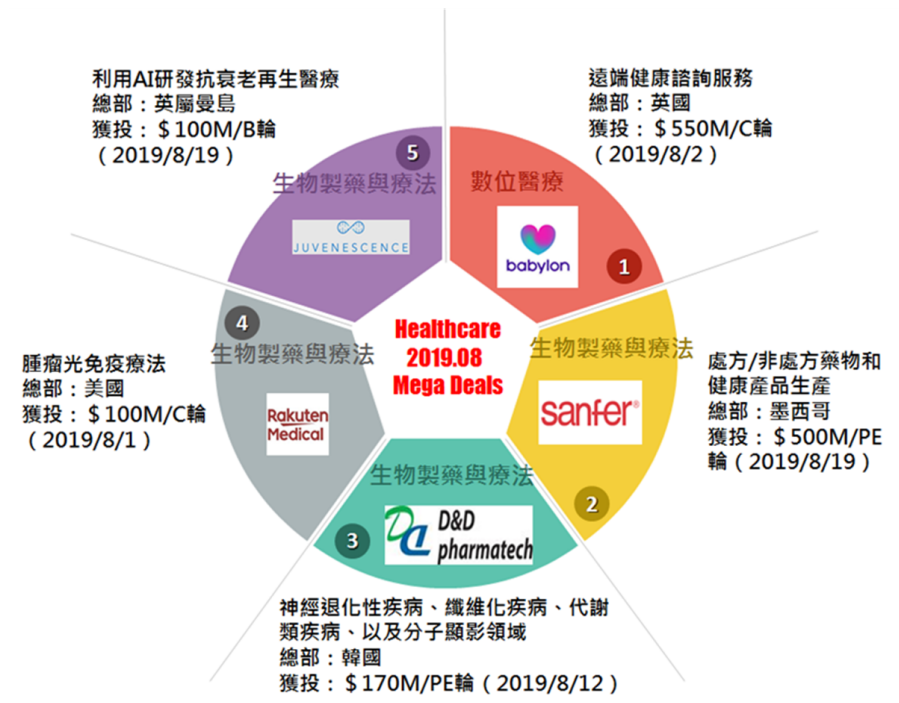 Healthcare
2019.08
Mega Deals
遠端健康諮詢服務
總部：英國
獲投：＄550M/C輪
（2019/8/2）
數位醫療
babylon
1
處方/非處方藥物和
健康產品生產
總部：墨西哥
獲投：＄500M/PE
輪（2019/8/19）
生物製藥與療法
sanfer®
2
生物製藥與療法
D&D
pharmatech
3
神經退化性疾病、纖維化疾病、代謝
類疾病、以及分子顯影領域
總部：韓國
獲投：＄170M/PE輪（2019/8/12）
腫瘤光免疫療法
總部：美國
獲投：＄100M/C輪
（2019/8/1）
4
生物製藥與療法
Rakuten
Medical
利用AI研發抗衰老再生醫療
總部：英屬曼島
獲投：＄100M/B輪
（2019/8/19）
5
生物製藥與療法
JUVENESCENCE